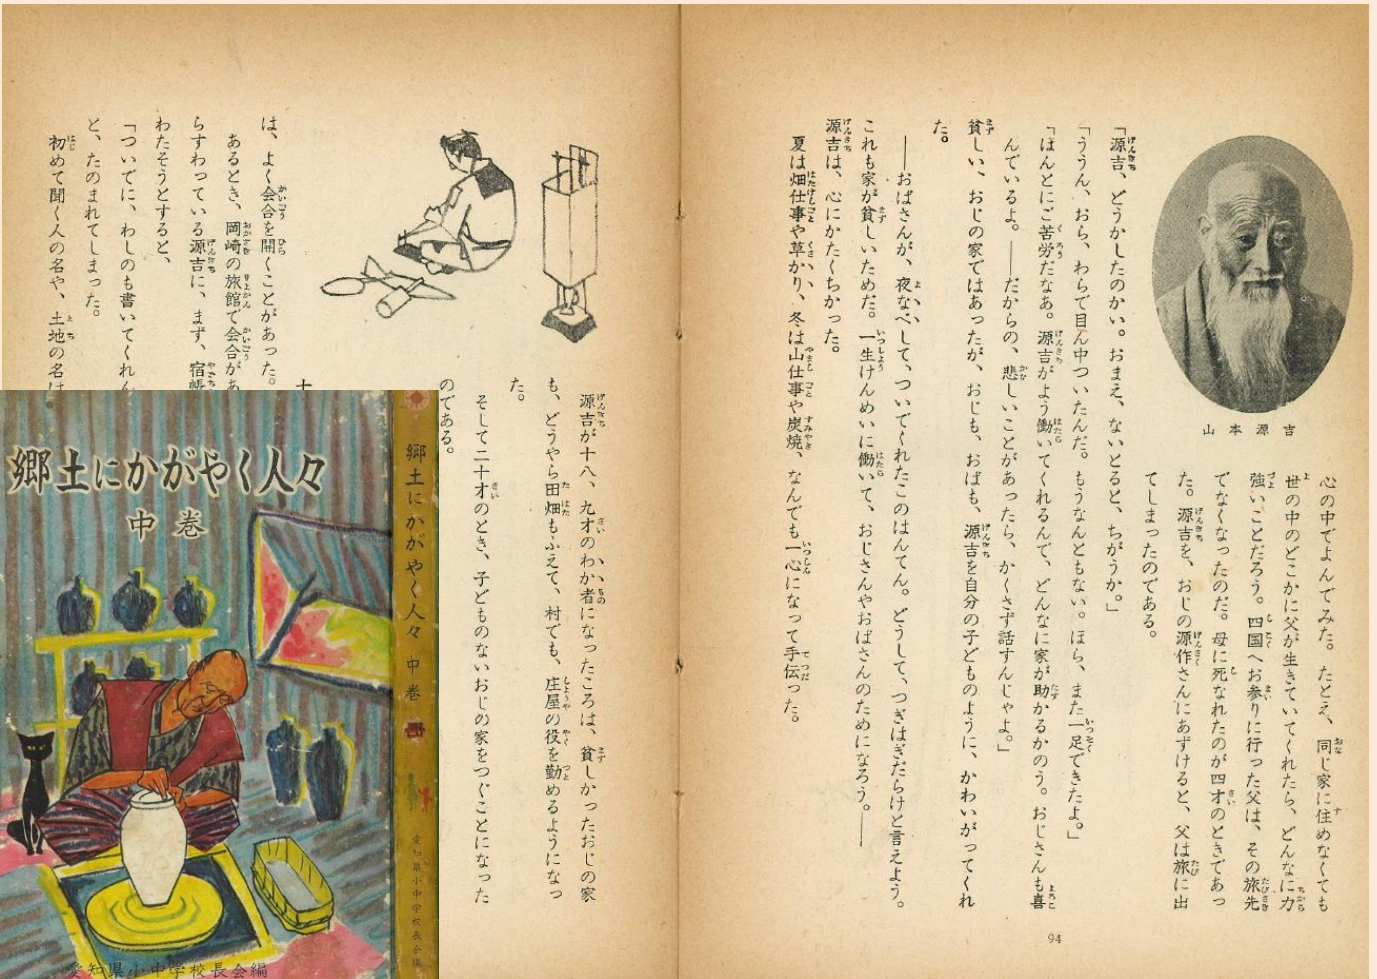 山本源吉
心の中でよんでみた。たとえ、同じ家に住めなくても
世の中のどこかに父が生きていてくれたら、どんなに力
強いことだろう。四国へお参りに行った父は、その旅先
でなくなったのだ。母に死なれたのが四才のときであっ
た。源吉を、おじの源作さんにあずけると、父は旅に出
てしまったのである。
「源吉、どうかしたのかい。おまえ、ないとると、ちがうか。」
「ううん、おら、わらで目ん中ついたんだ。もうなんともない。ほら、また一足できたよ。」
「ほんとにご苦労だなあ。源吉がよう働いてくれるんで、どんなに家が助かるかのう。おじさんも喜
んでいるよ。――だからの、悲しいことがあったら、かくさず話すんじゃよ。」
貧しい、おじの家ではあったが、おじも、おばも、源吉を自分の子どものように、かわいがってくれ
た。
――おばさんが、夜なべして、ついでくれたこのはんてん。どうして、つぎはぎだらけと言えよう。
これも家が貧しいためだ。一生けんめいに働いて、おじさんやおばさんのためになろう。――
源吉は、心にかたくちかった。
夏は畑仕事や草かり、冬は山仕事や炭焼、なんでも一心になって手伝った。
94
源吉が十八、九才のわか者になったころは、貧しかったおじの家
も、どうやら田畑もふえて、村でも、庄屋の役を勤めるようになっ
た。
そして二十才のとき、子どものないおじの家をつぐことになった
のである。
十
は、よく会合を開くことがあった。
あるとき、岡崎の旅館で会合があ
らすわっている源吉に、まず、宿帳
わたそうとすると、
「ついでに、わしのも書いてくれん
と、たのまれてしまった。
初めて聞く人の名や、土地の名は
郷土にかがやく人々
中巻
愛知県小中学校長会編
郷土にかがやく人々 中巻
愛知県小中学校長会編